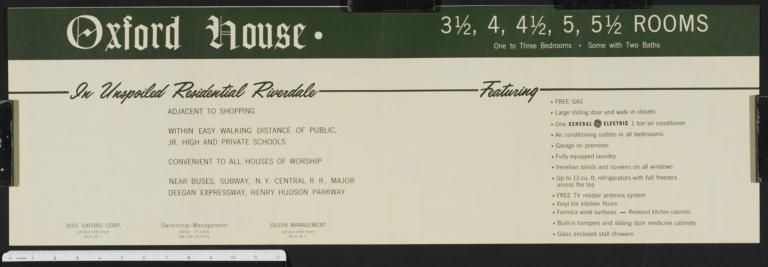 Oxford House •
3½, 4, 4½, 5, 5½ ROOMS
One to Three Bedrooms • Some with Two Baths
In Unspoiled Residential Riverdale
ADJACENT TO SHOPPING
WITHIN EASY WALKING DISTANCE OF PUBLIC,
JR. HIGH AND PRIVATE SCHOOLS
CONVENIENT TO ALL HOUSES OF WORSHIP
NEAR BUSES, SUBWAY, N. Y. CENTRAL R. R., MAJOR
DEEGAN EXPRESSWAY, HENRY HUDSON PARKWAY
3555 OXFORD CORP.
Ownership-Management
GILDIN MANAGEMENT
Featuring
• FREE GAS
• Large sliding door and walk in closets
• One GENERAL ELECTRIC 1 ton air conditioner
• Air conditioning outlets in all bedrooms
• Garage on premises
• Fully equipped laundry
• Venetian blinds and screens on all windows
• Up to 12 cu. ft. refrigerators with full freezers
across the top
• FREE TV master antenna system
• Vinyl tile kitchen floors
• Formica work surfaces — Redwood kitchen cabinets
• Built-in hampers and sliding door medicine cabinets
• Glass enclosed stall showers